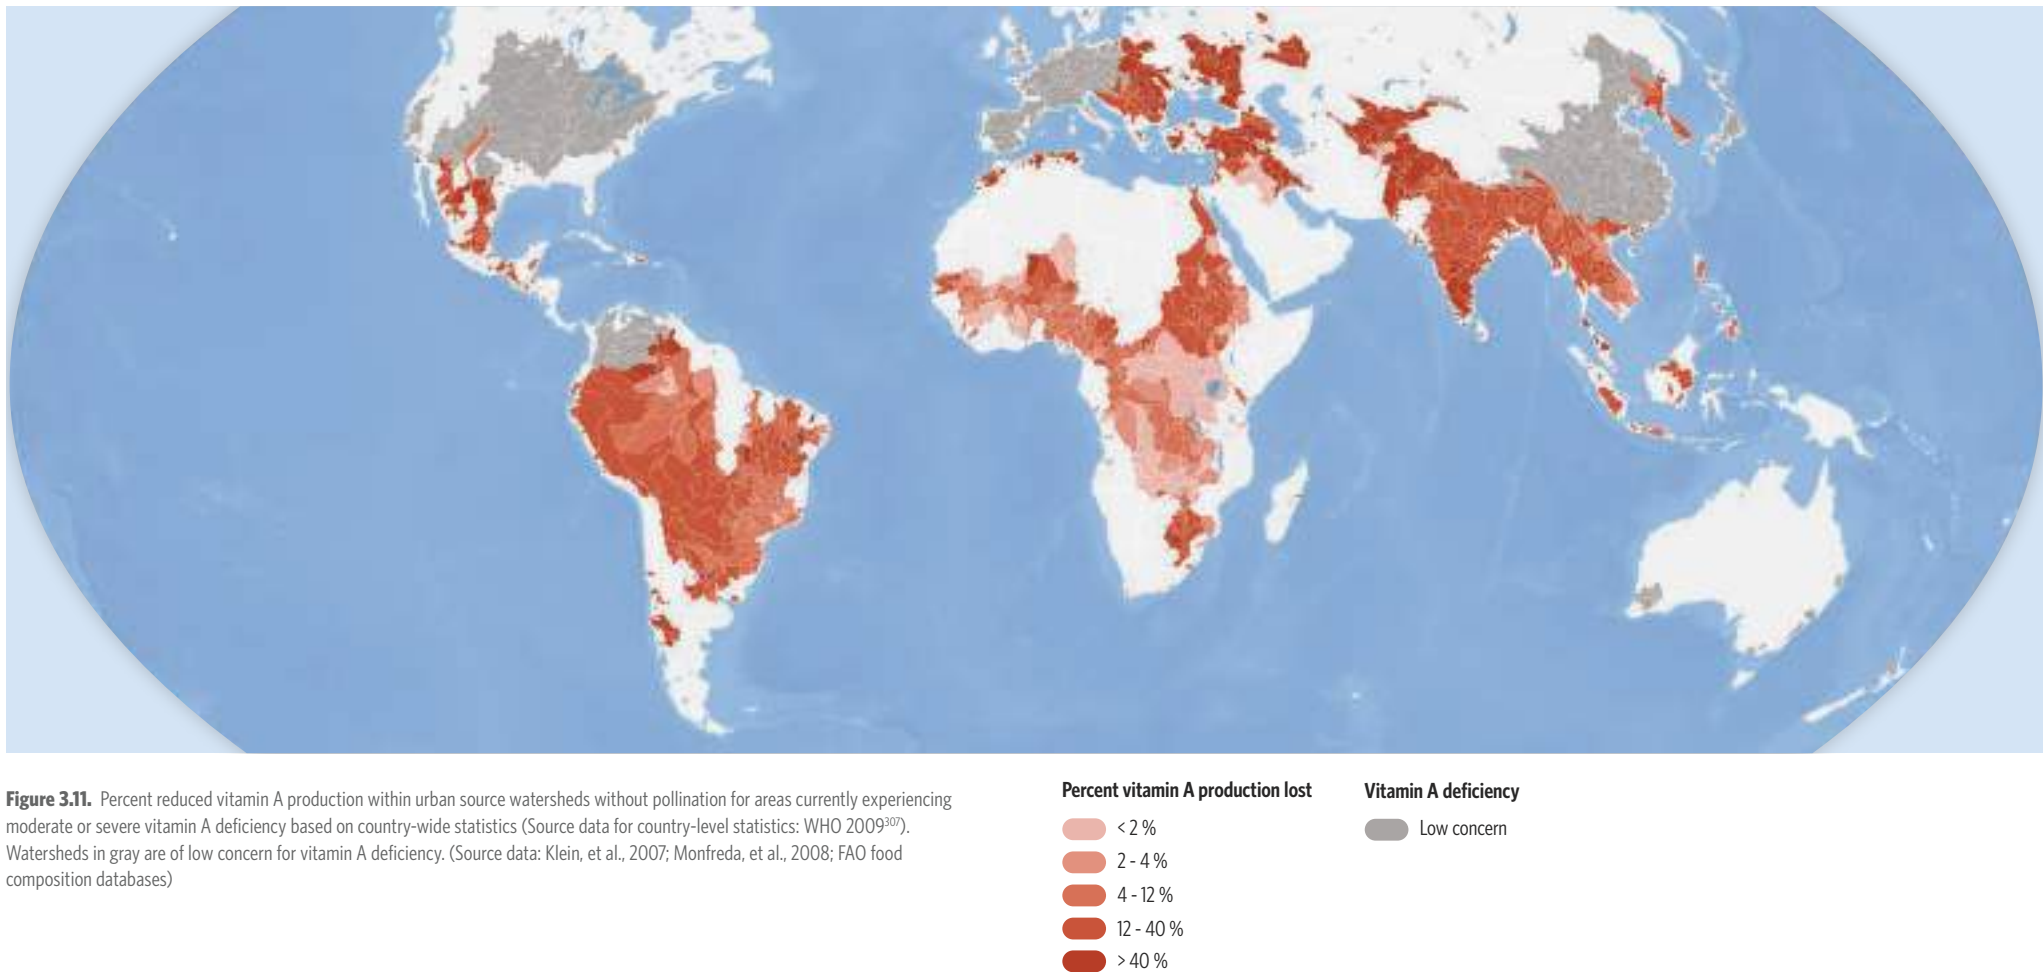 Figure 3.11. Percent reduced vitamin A production within urban source watersheds without pollination for areas currently experiencing
moderate or severe vitamin A deficiency based on country-wide statistics (Source data for country-level statistics: WHO 2009307).
Watersheds in gray are of low concern for vitamin A deficiency. (Source data: Klein, et al., 2007; Monfreda, et al., 2008; FAO food
composition databases)
Percent vitamin A production lost
< 2 %
2 - 4 %
4 - 12 %
12 - 40 %
> 40 %
Vitamin A deficiency
Low concern